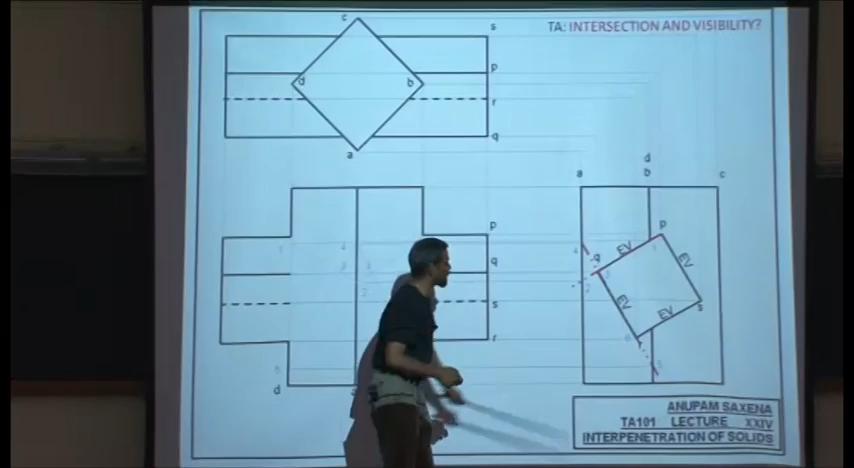 TA: INTERSECTION AND VISIBILITY?
c
s
d
b
p
r
q
a
d
a
b
c
p
p
q
q
EV
EV
s
EV
EV
s
r
d
ANUPAM SAXENA
TA101 LECTURE XXIV
INTERPENETRATION OF SOLIDS